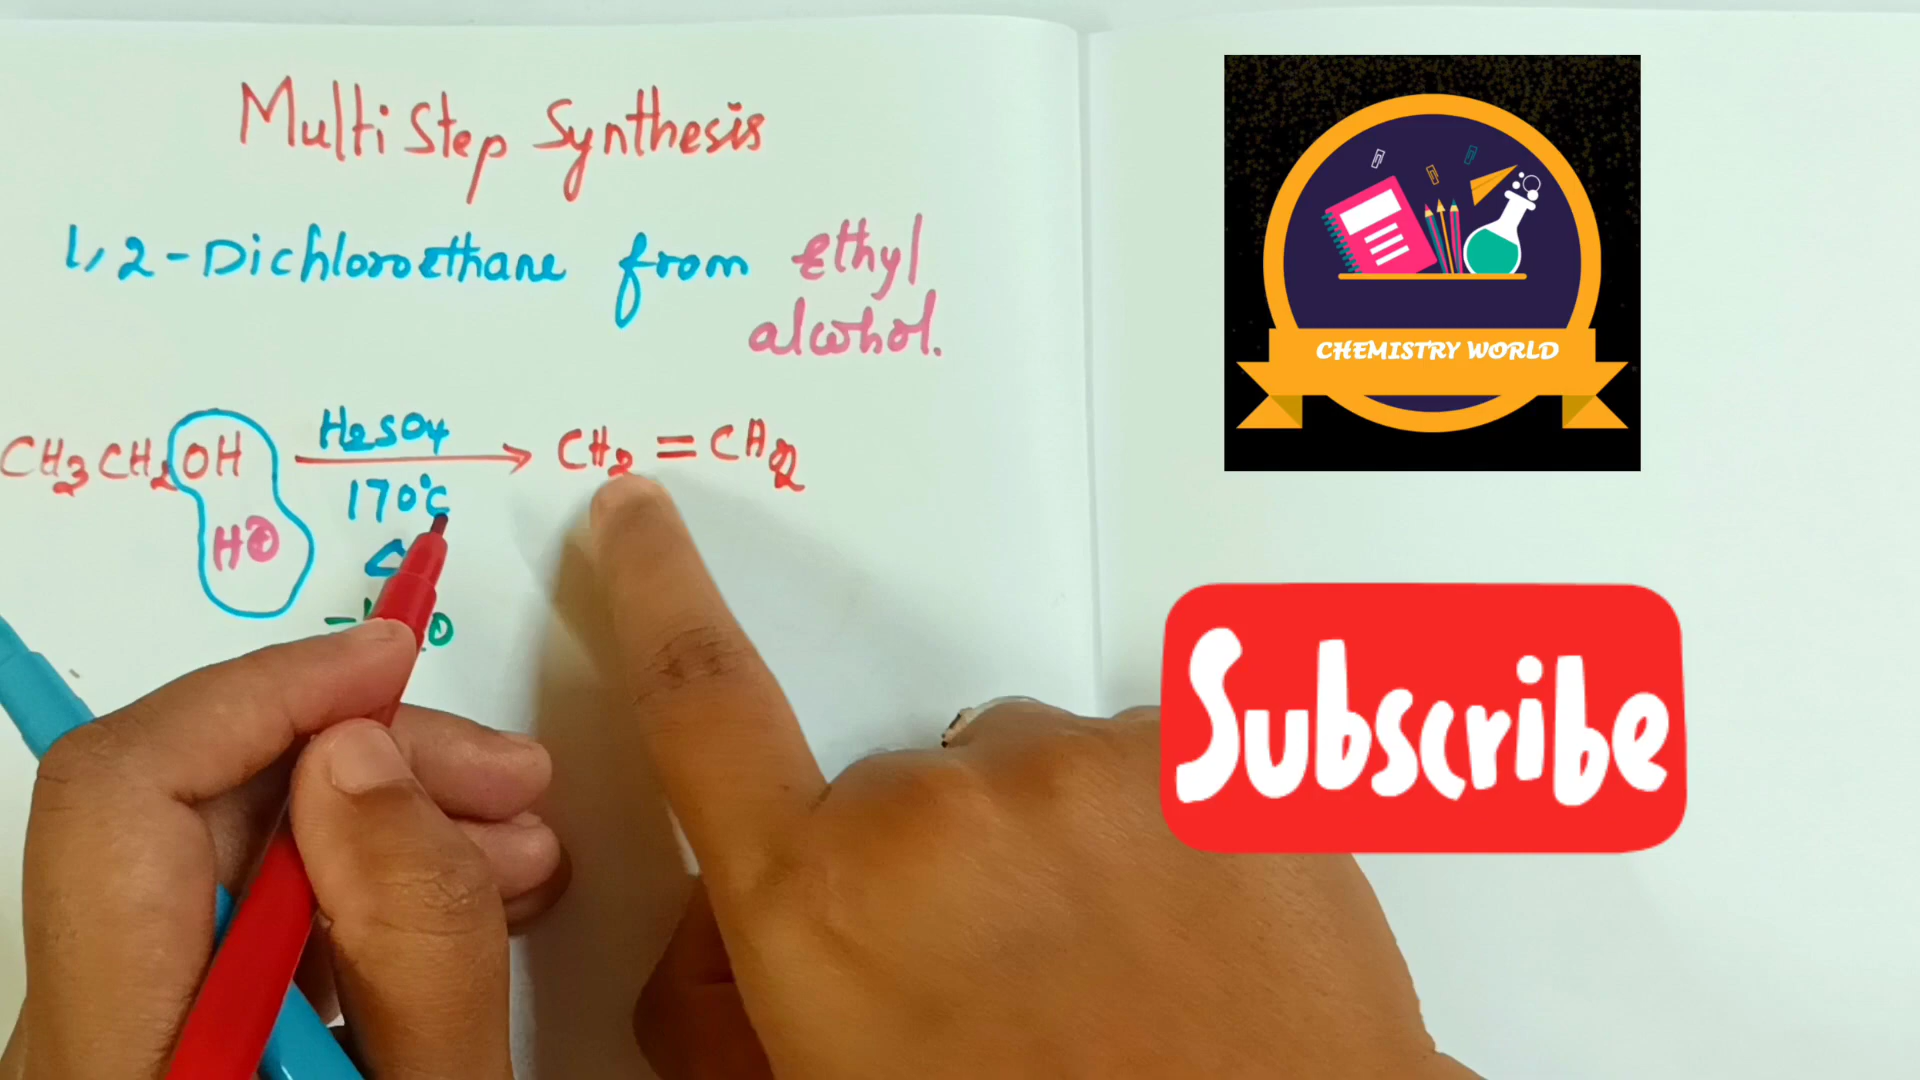 Multi Step Synthesis
1,2-Dichloroethane from Ethyl
alcohol.
CH3CH2OH H2SO4 CH2 = CH2
170°C
H⊕
CHEMISTRY WORLD
Subscribe